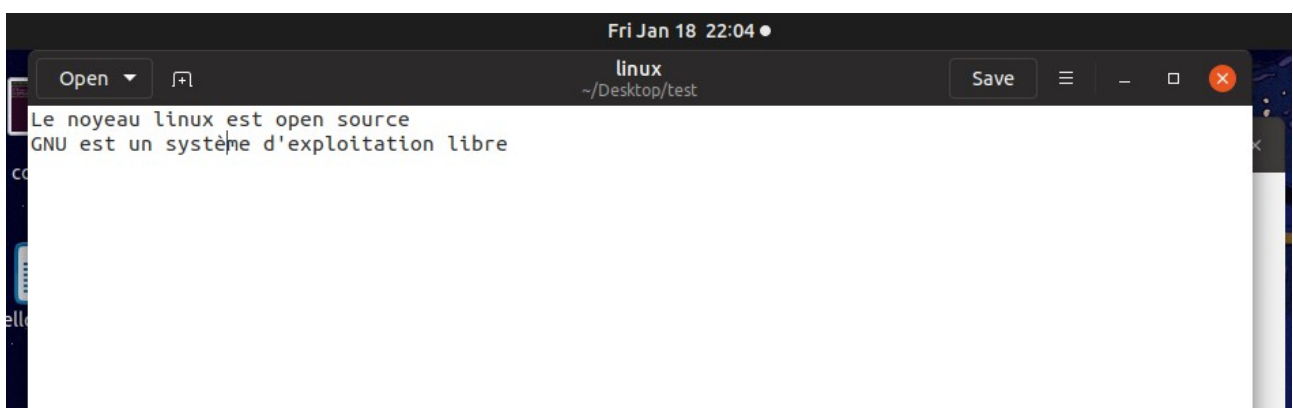 Fri Jan 18 22:04
Open
linux
Save
~/Desktop/test
Le noyeau linux est open source
GNU est un système d'exploitation libre